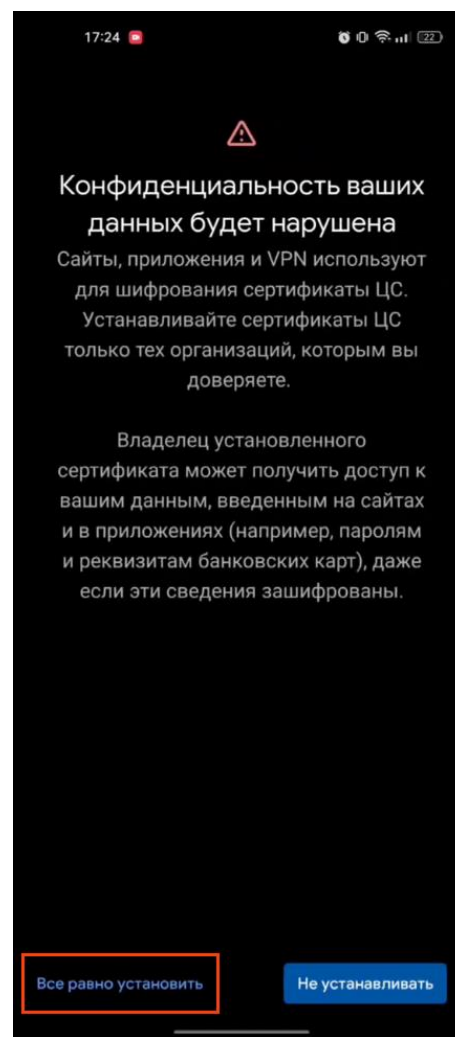 17:24 22
Конфиденциальность ваших
данных будет нарушена
Сайты, приложения и VPN используют
для шифрования сертификаты ЦС.
Устанавливайте сертификаты ЦС
только тех организаций, которым вы
доверяете.
Владелец установленного
сертификата может получить доступ к
вашим данным, введенным на сайтах
и в приложениях (например, паролям
и реквизитам банковских карт), даже
если эти сведения зашифрованы.
Все равно установить Не устанавливать